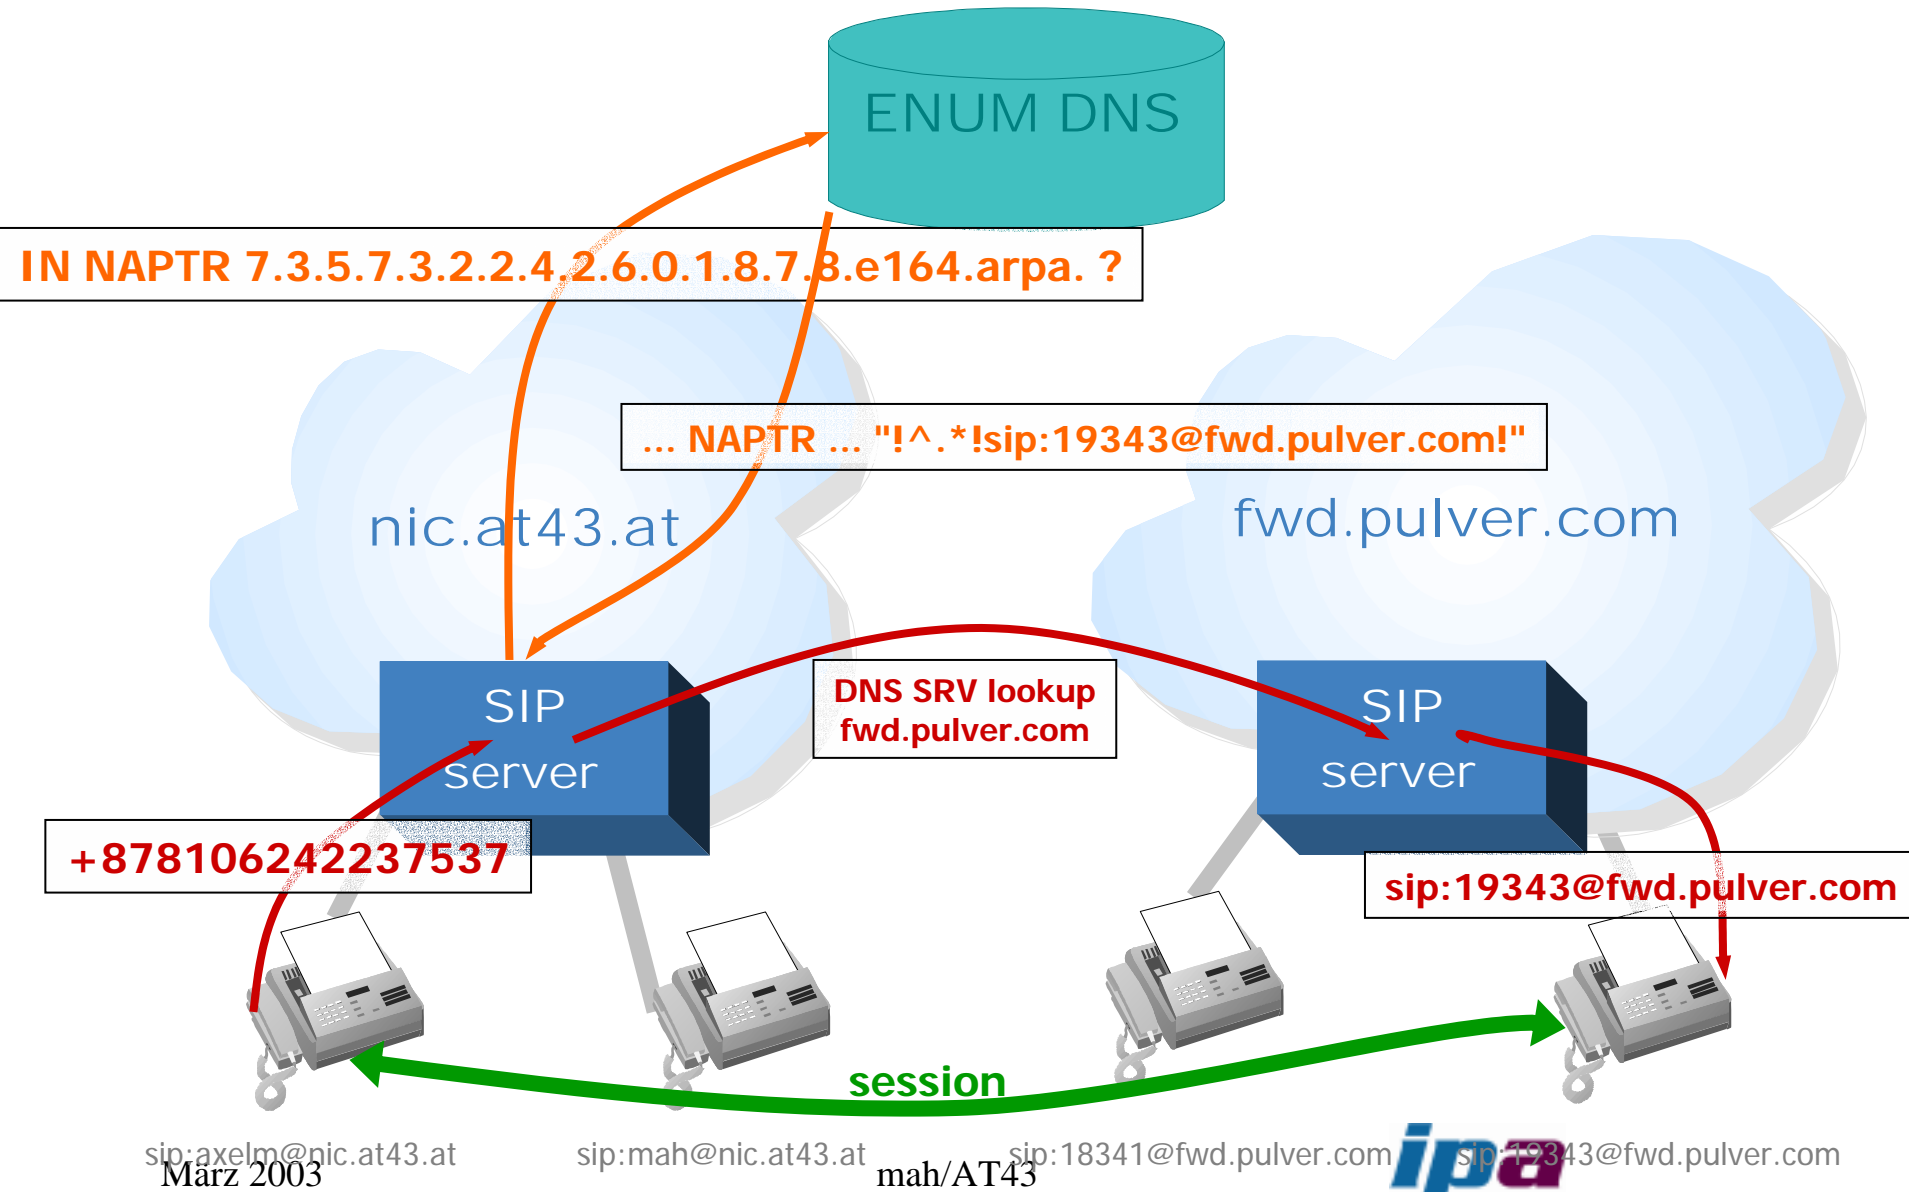 ENUM DNS
IN NAPTR 7.3.5.7.3.2.2.4.2.6.0.1.8.7.8.e164.arpa. ?
... NAPTR ... "!^.*!sip:19343@fwd.pulver.com!"
nic.at43.at
fwd.pulver.com
SIP
server
DNS SRV lookup
fwd.pulver.com
SIP
server
+878106242237537
sip:19343@fwd.pulver.com
session
sip:axelm@nic.at43.at
sip:mah@nic.at43.at
sip:18341@fwd.pulver.com
sip:19343@fwd.pulver.com
März 2003
mah/AT43
ipa